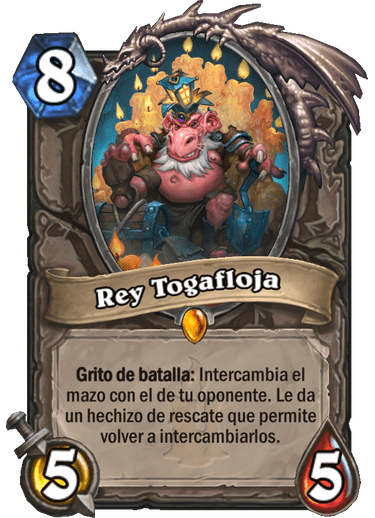 8
Rey Togafloja
Grito de batalla: Intercambia el
mazo con el de tu oponente. Le da
un hechizo de rescate que permite
volver a intercambiarlos.
5
5